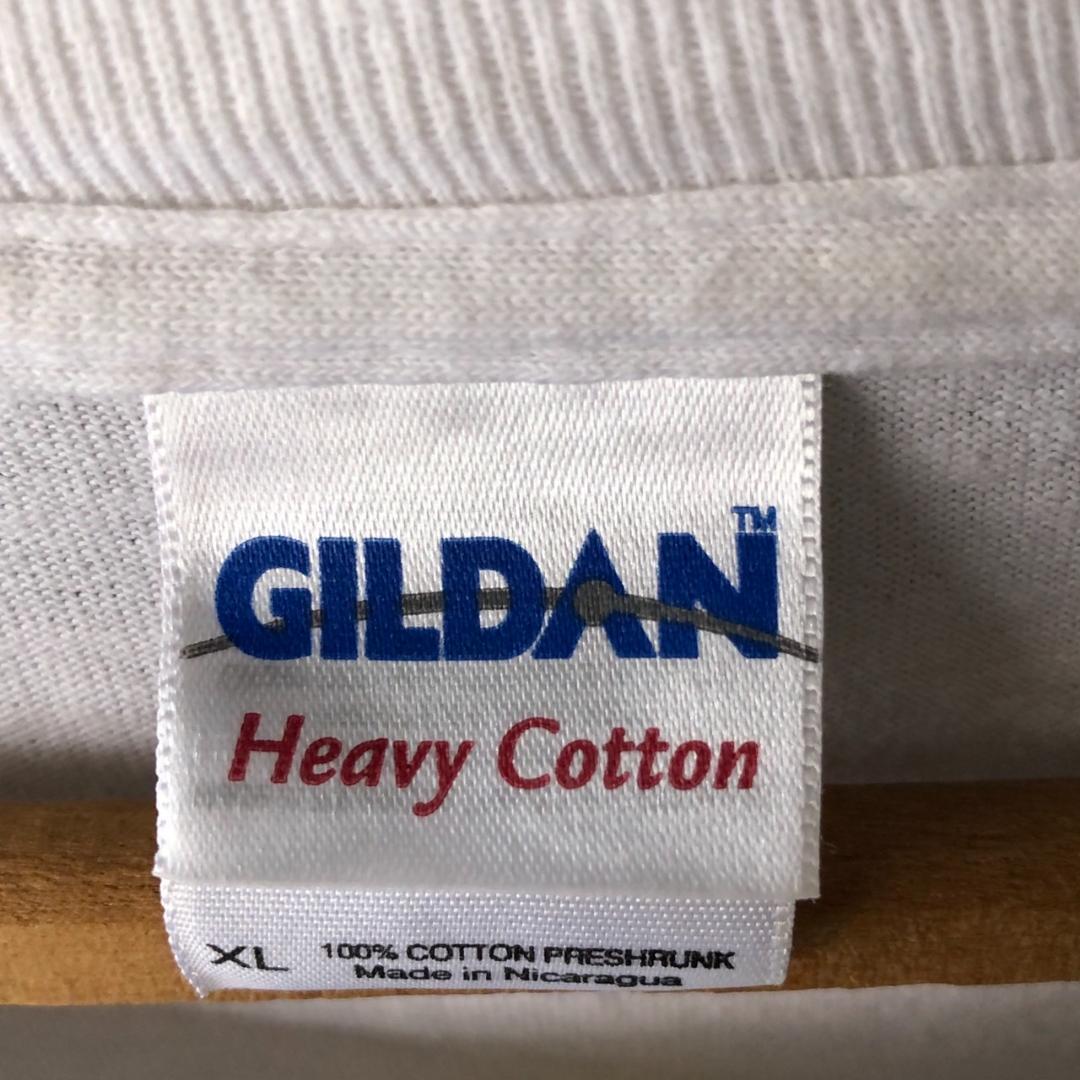 GILDAN™
Heavy Cotton
XL 100% COTTON PRESHRUNK
Made in Nicaragua